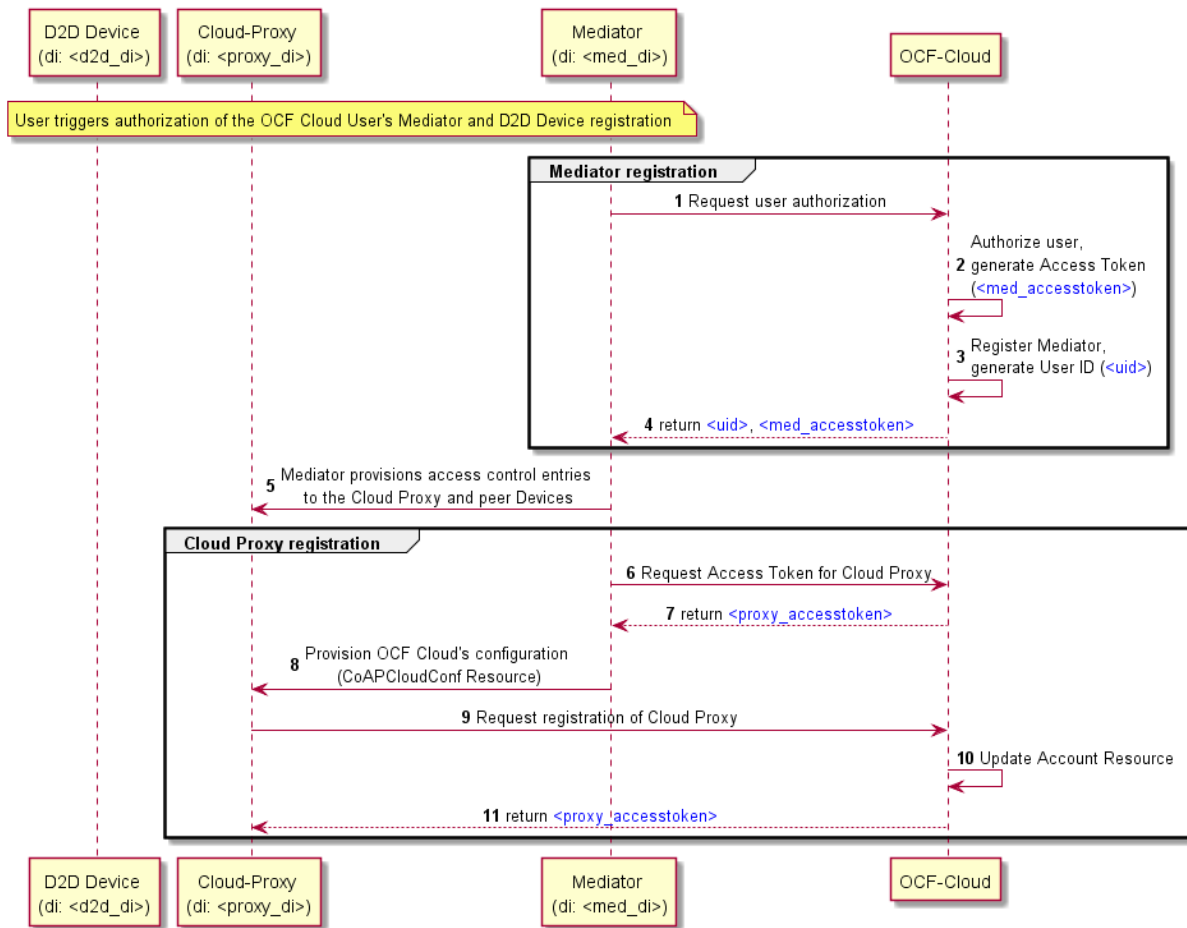 D2D Device
(di: <d2d_di>)
Cloud-Proxy
(di: <proxy_di>)
Mediator
(di: <med_di>)
OCF-Cloud
User triggers authorization of the OCF Cloud User's Mediator and D2D Device registration
Mediator registration
1 Request user authorization
Authorize user,
2 generate Access Token
(<med_accesstoken>)
3 Register Mediator,
generate User ID (<uid>)
4 return <uid>, <med_accesstoken>
5 Mediator provisions access control entries
to the Cloud Proxy and peer Devices
Cloud Proxy registration
6 Request Access Token for Cloud Proxy
7 return <proxy_accesstoken>
8 Provision OCF Cloud's configuration
(CoAPCloudConf Resource)
9 Request registration of Cloud Proxy
10 Update Account Resource
11 return <proxy_accesstoken>
D2D Device
(di: <d2d_di>)
Cloud-Proxy
(di: <proxy_di>)
Mediator
(di: <med_di>)
OCF-Cloud